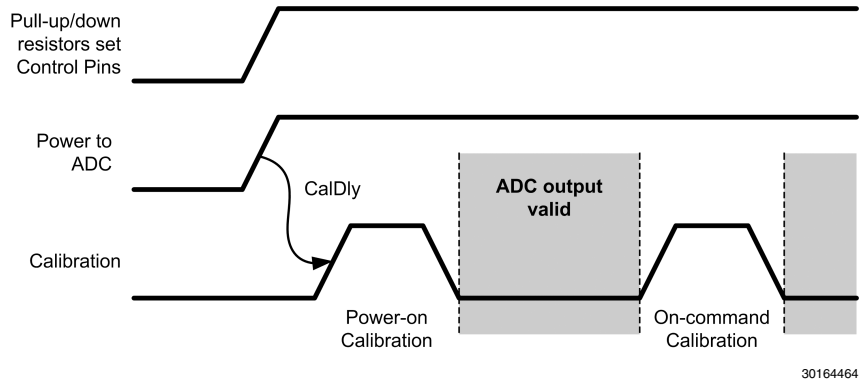 Pull-up/down
resistors set
Control Pins
Power to
ADC
CalDly
ADC output
valid
Calibration
Power-on
Calibration
On-command
Calibration
30164464